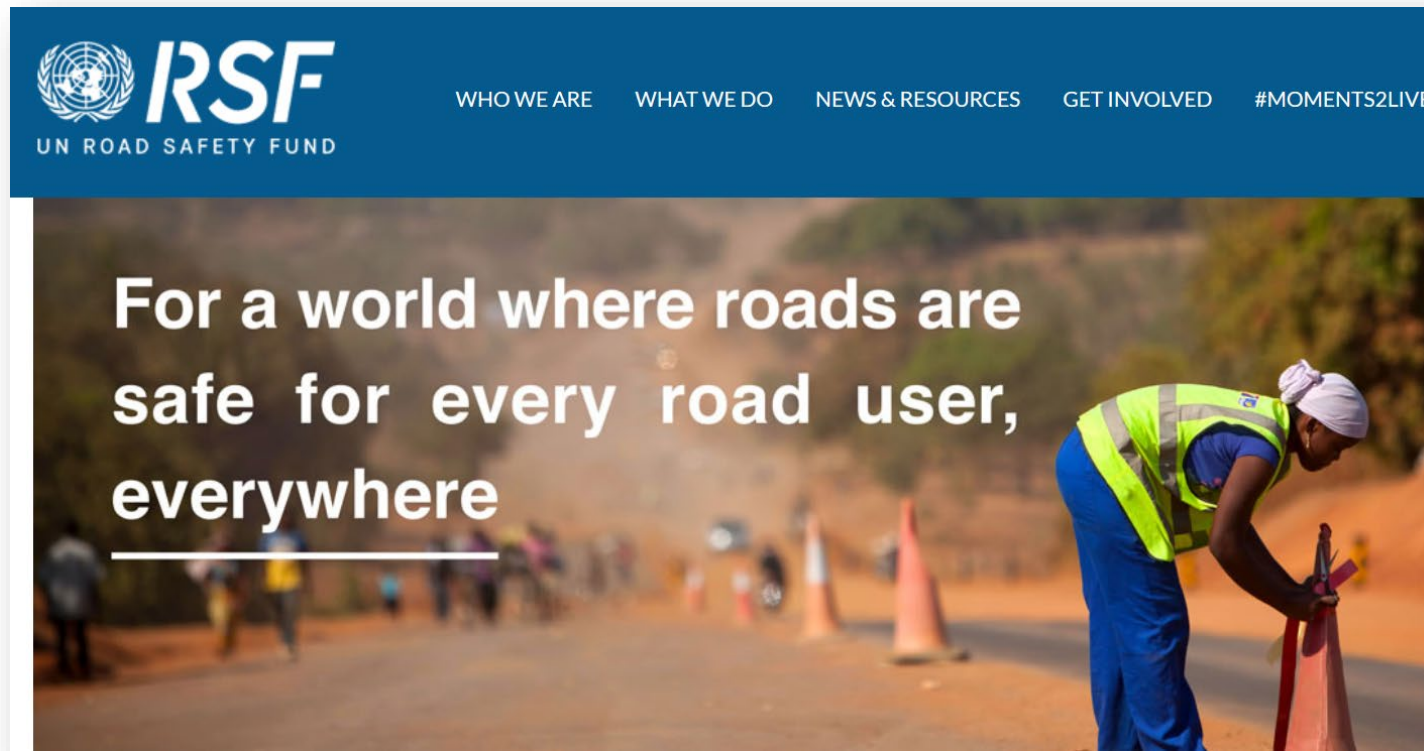 RSF
UN ROAD SAFETY FUND
WHO WE ARE WHAT WE DO NEWS & RESOURCES GET INVOLVED #MOMENTS2LIVE
For a world where roads are
safe for every road user,
everywhere